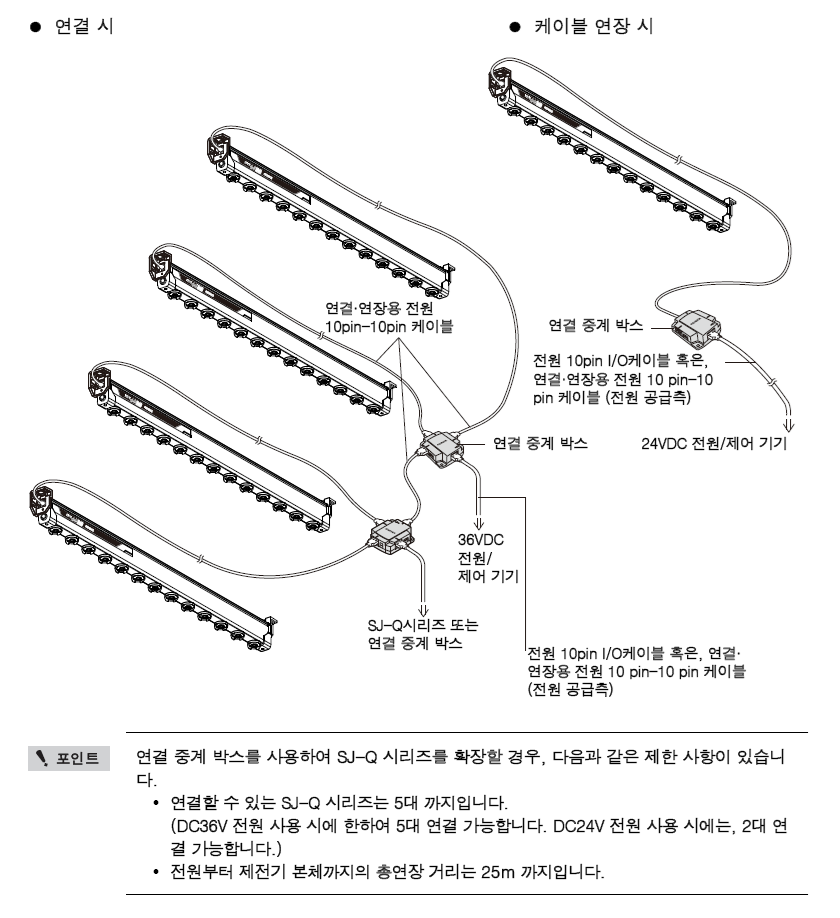 ● 연결 시
● 케이블 연장 시
연결·연장용 전원
10pin-10pin 케이블
연결 중계 박스
전원 10pin I/O케이블 혹은,
연결·연장용 전원 10 pin-10
pin 케이블 (전원 공급측)
24VDC 전원/제어 기기
연결 중계 박스
36VDC
전원/
제어 기기
SJ-Q시리즈 또는
연결 중계 박스
전원 10pin I/O케이블 혹은, 연결·
연장용 전원 10 pin-10 pin 케이블
(전원 공급측)
포인트
연결 중계 박스를 사용하여 SJ-Q 시리즈를 확장할 경우, 다음과 같은 제한 사항이 있습니
다.
• 연결할 수 있는 SJ-Q 시리즈는 5대 까지입니다.
(DC36V 전원 사용 시에 한하여 5대 연결 가능합니다. DC24V 전원 사용 시에는, 2대 연
결 가능합니다.)
• 전원부터 제전기 본체까지의 총연장 거리는 25m 까지입니다.